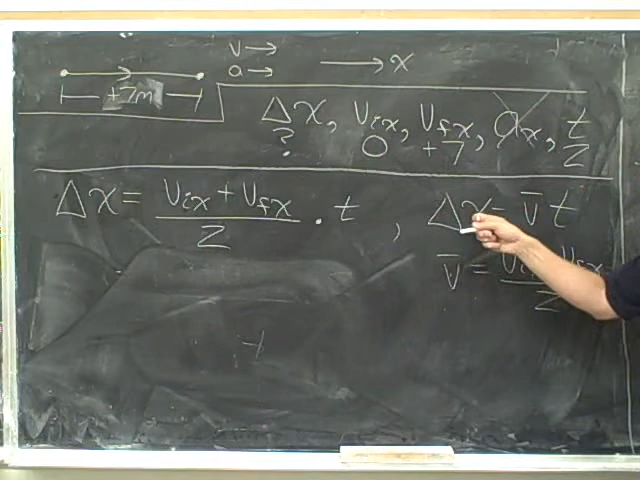 v→
a→
→x
+7m
Δx, v_ix, v_fx, a_x, t
? 0 +7 2
Δx = (v_ix + v_fx)/2 · t , Δx = v̄ t
v̄ = (v_ix v_fx)/2